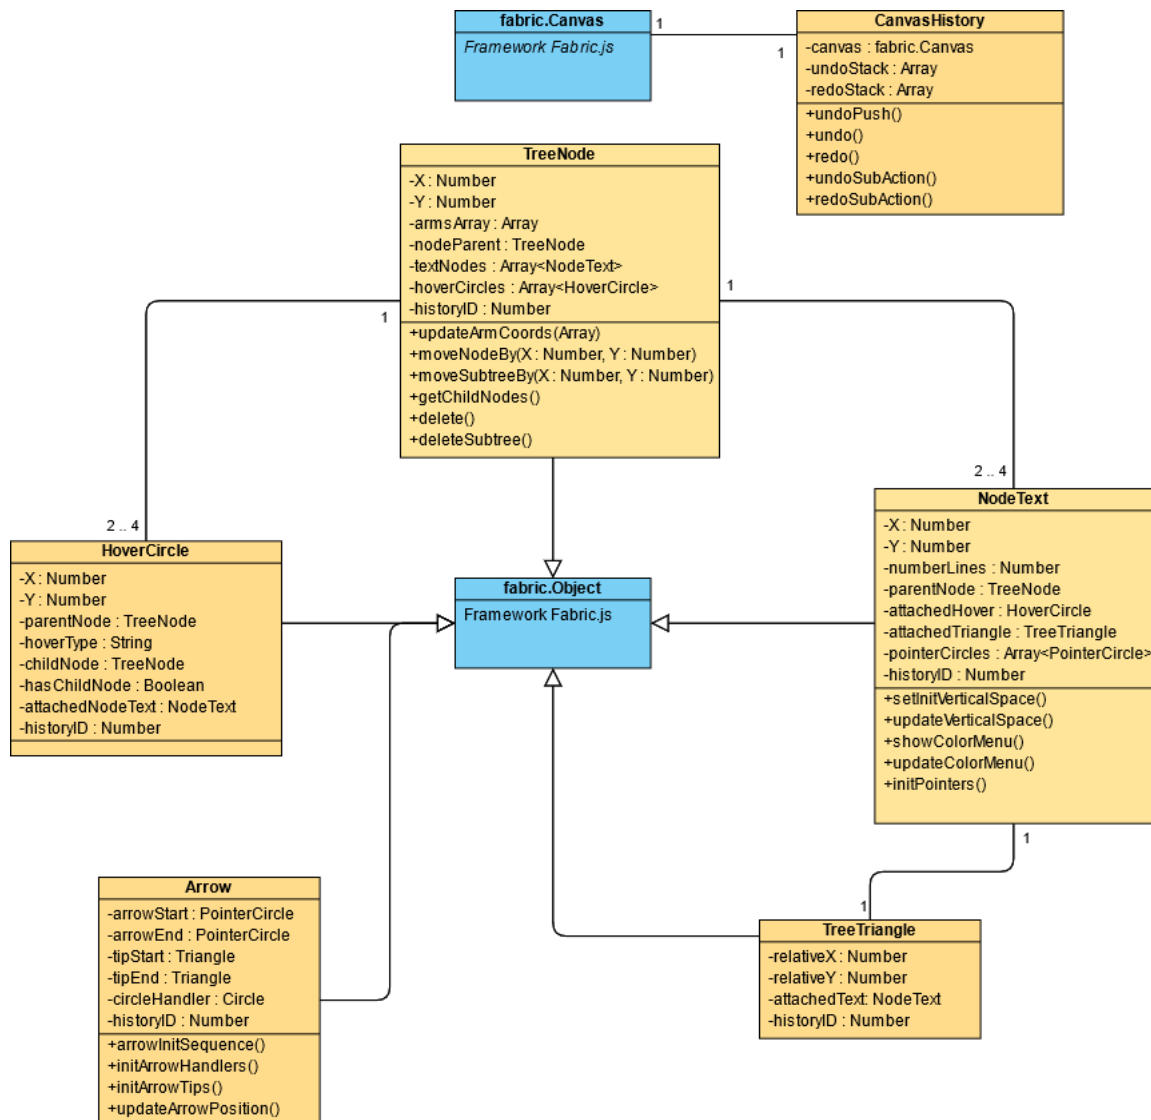 fabric.Canvas
Framework Fabric.js
1
1
CanvasHistory
-canvas : fabric.Canvas
-undoStack : Array
-redoStack : Array
+undoPush()
+undo()
+redo()
+undoSubAction()
+redoSubAction()
TreeNode
-X : Number
-Y : Number
-armsArray : Array
-nodeParent : TreeNode
-textNodes : Array<NodeText>
-hoverCircles : Array<HoverCircle>
-historyID : Number
+updateArmCoords(Array)
+moveNodeBy(X : Number, Y : Number)
+moveSubtreeBy(X : Number, Y : Number)
+getChildNodes()
+delete()
+deleteSubtree()
1
1
2 .. 4
2 .. 4
HoverCircle
-X : Number
-Y : Number
-parentNode : TreeNode
-hoverType : String
-childNode : TreeNode
-hasChildNode : Boolean
-attachedNodeText : NodeText
-historyID : Number
fabric.Object
Framework Fabric.js
NodeText
-X : Number
-Y : Number
-numberLines : Number
-parentNode : TreeNode
-attachedHover : HoverCircle
-attachedTriangle : TreeTriangle
-pointerCircles : Array<PointerCircle>
-historyID : Number
+setInitVerticalSpace()
+updateVerticalSpace()
+showColorMenu()
+updateColorMenu()
+initPointers()
1
1
Arrow
-arrowStart : PointerCircle
-arrowEnd : PointerCircle
-tipStart : Triangle
-tipEnd : Triangle
-circleHandler : Circle
-historyID : Number
+arrowInitSequence()
+initArrowHandlers()
+initArrowTips()
+updateArrowPosition()
TreeTriangle
-relativeX : Number
-relativeY : Number
-attachedText: NodeText
-historyID : Number